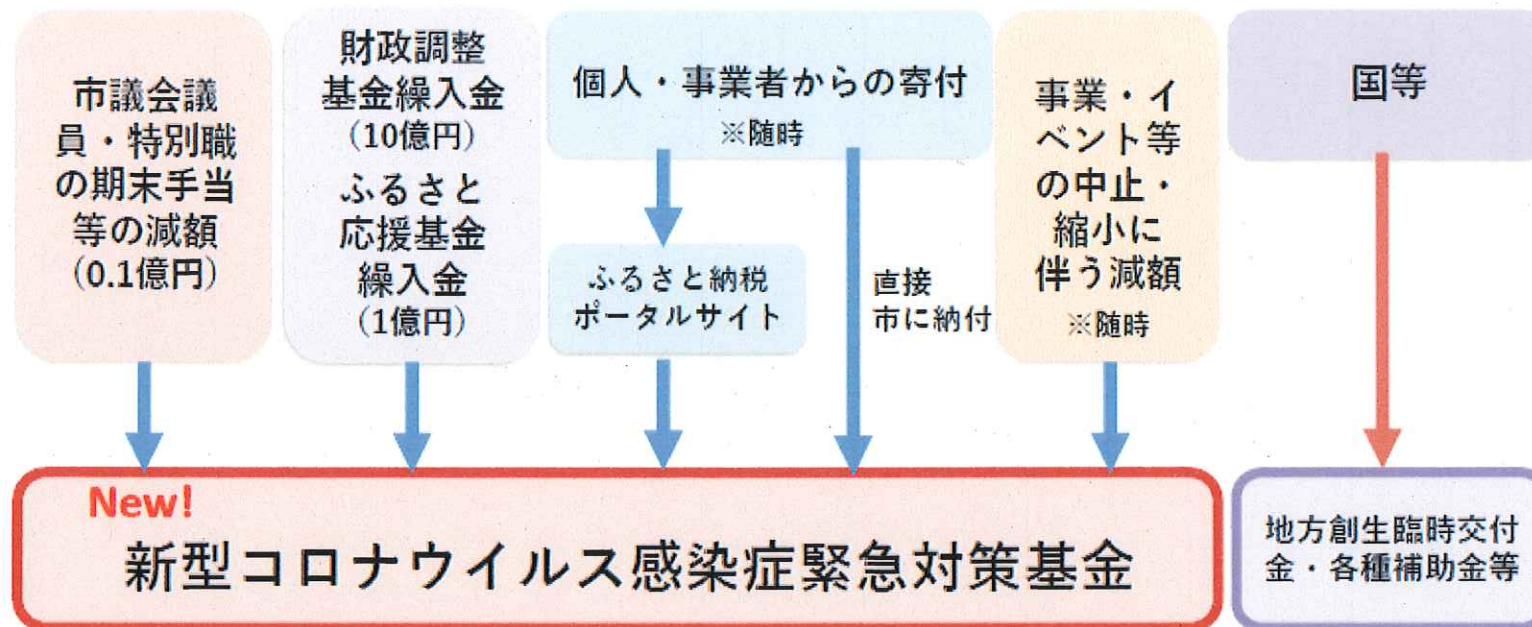 市議会議
員・特別職
の期末手当
等の減額
（0.1億円）
財政調整
基金繰入金
（10億円）
ふるさと
応援基金
繰入金
（1億円）
個人・事業者からの寄付
※随時
ふるさと納税
ポータルサイト
直接
市に納付
事業・イ
ベント等
の中止・
縮小に
伴う減額
※随時
国等
New!
新型コロナウイルス感染症緊急対策基金
地方創生臨時交付
金・各種補助金等